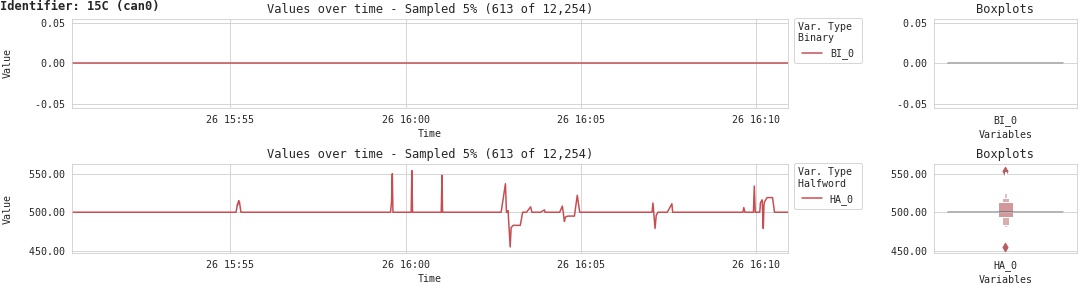 Identifier: 15C (can0)
Values over time - Sampled 5% (613 of 12,254)
Boxplots
0.05
0.00
-0.05
Value
26 15:55
26 16:00
26 16:05
26 16:10
Time
Var. Type
Binary
BI_0
0.05
0.00
-0.05
BI_0
Variables
Values over time - Sampled 5% (613 of 12,254)
Boxplots
550.00
500.00
450.00
Value
26 15:55
26 16:00
26 16:05
26 16:10
Time
Var. Type
Halfword
HA_0
550.00
500.00
450.00
HA_0
Variables